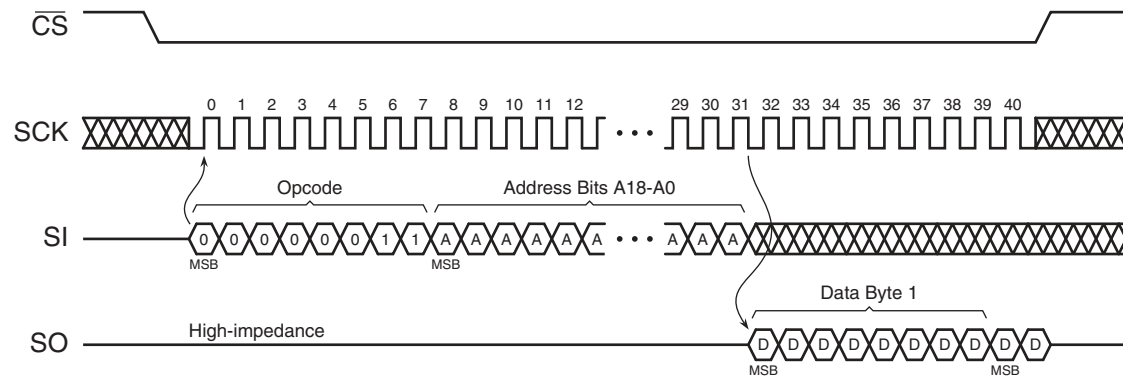 CS
0 1 2 3 4 5 6 7 8 9 10 11 12 29 30 31 32 33 34 35 36 37 38 39 40
SCK
Opcode Address Bits A18-A0
SI 0 0 0 0 0 0 1 1 A A A A A A A A A
MSB MSB
Data Byte 1
High-impedance
SO D D D D D D D D D D
MSB MSB